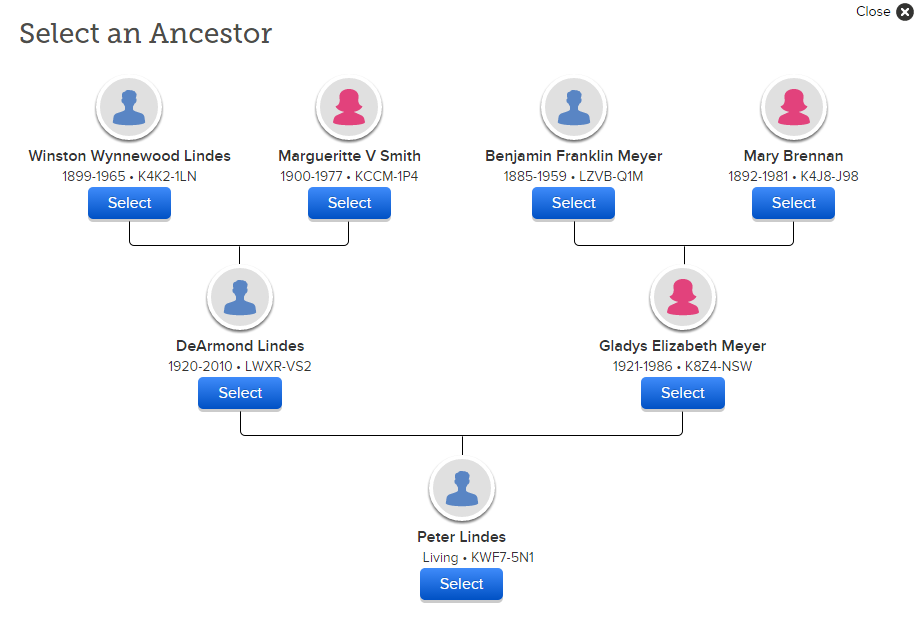 Close
Select an Ancestor
Winston Wynnewood Lindes
1899-1965 • K4K2-1LN
Select
Margueritte V Smith
1900-1977 • KCCM-1P4
Select
Benjamin Franklin Meyer
1885-1959 • LZVB-Q1M
Select
Mary Brennan
1892-1981 • K4J8-J98
Select
DeArmond Lindes
1920-2010 • LWXR-VS2
Select
Gladys Elizabeth Meyer
1921-1986 • K8Z4-NSW
Select
Peter Lindes
Living • KWF7-5N1
Select